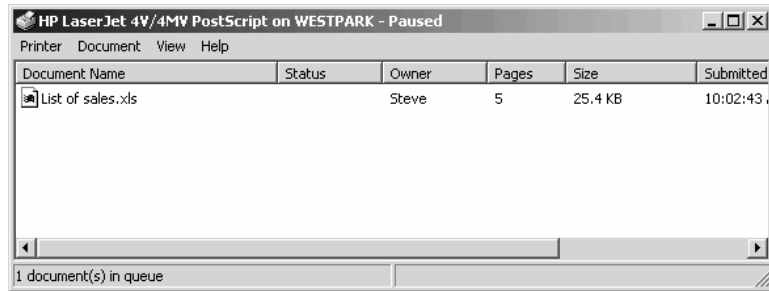 HP LaserJet 4V/4MV PostScript on WESTPARK - Paused
Printer Document View Help
Document Name Status Owner Pages Size Submitted
List of sales.xls Steve 5 25.4 KB 10:02:43
1 document(s) in queue